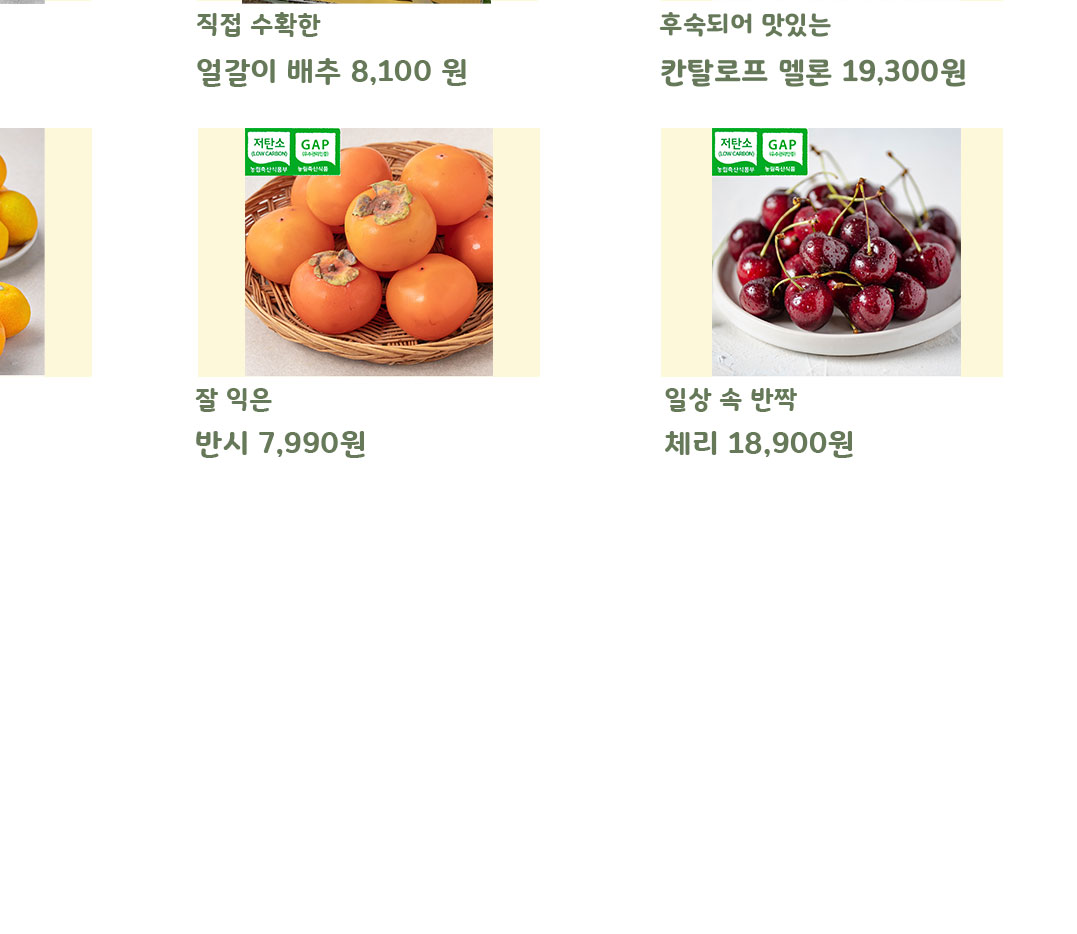 직접 수확한
얼갈이 배추 8,100 원
후숙되어 맛있는
칸탈로프 멜론 19,300원
저탄소
(LOW CARBON)
농림축산식품부
GAP
(우수관리인증)
농림축산식품
잘 익은
반시 7,990원
저탄소
(LOW CARBON)
농림축산식품부
GAP
(우수관리인증)
농림축산식품
일상 속 반짝
체리 18,900원